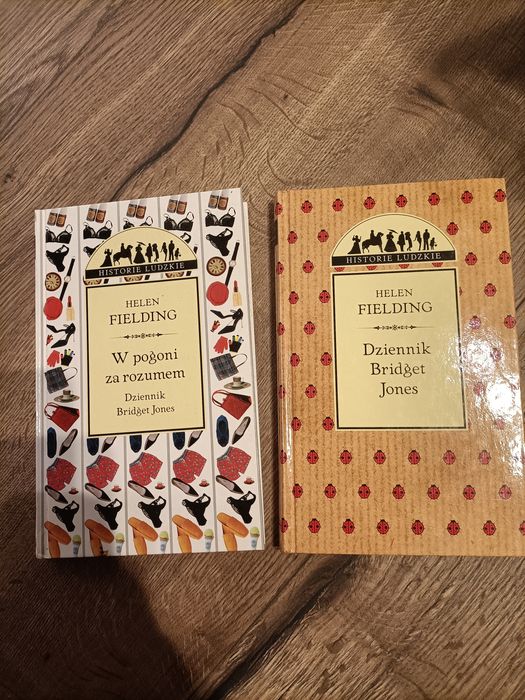 HISTORIE LUDZKIE
HELEN
FIELDING
W pogoni
za rozumem
Dziennik
Bridget Jones
HISTORIE LUDZKIE
HELEN
FIELDING
Dziennik
Bridget
Jones